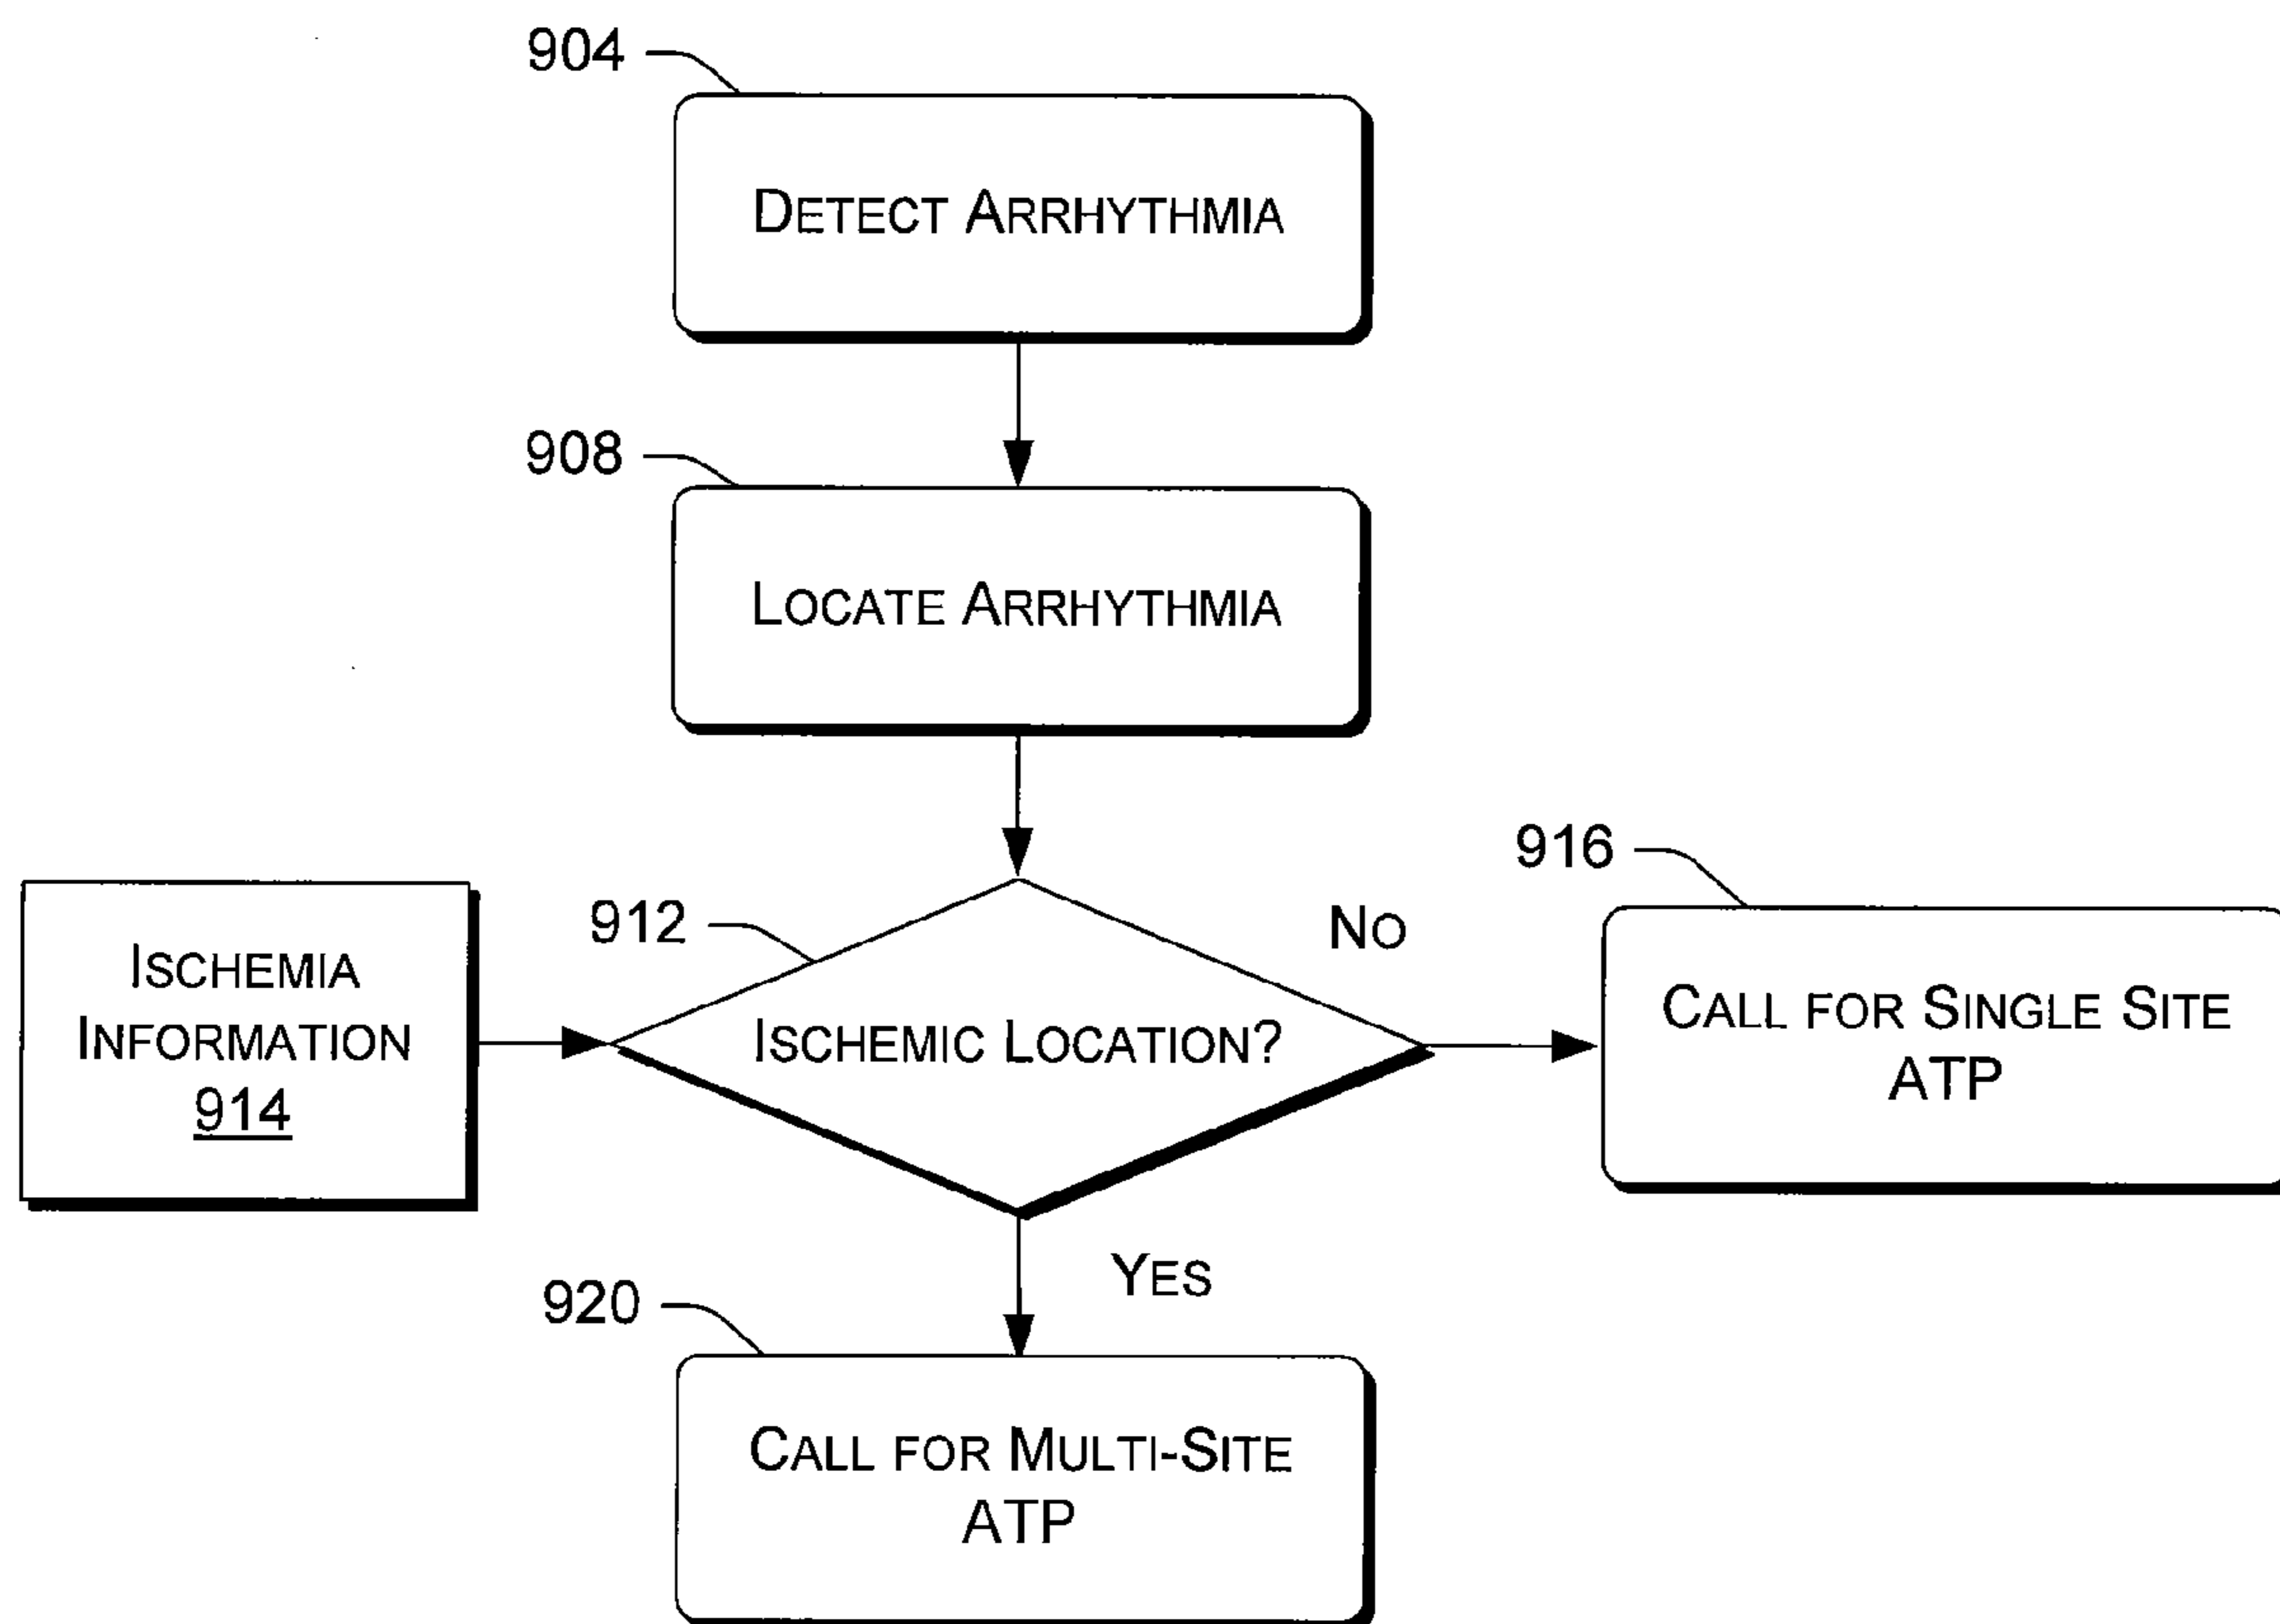 904
DETECT ARRHYTHMIA
908
LOCATE ARRHYTHMIA
912
ISCHEMIC LOCATION?
ISCHEMIA
INFORMATION
914
NO
916
CALL FOR SINGLE SITE
ATP
YES
920
CALL FOR MULTI-SITE
ATP